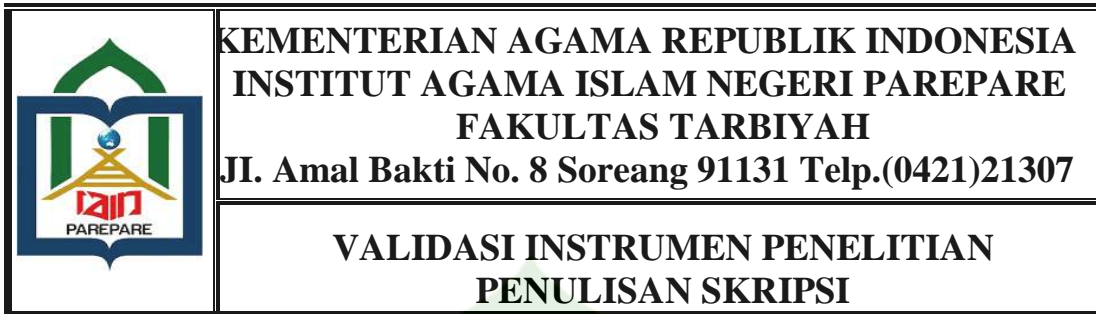 KEMENTERIAN AGAMA REPUBLIK INDONESIA
INSTITUT AGAMA ISLAM NEGERI PAREPARE
FAKULTAS TARBIYAH
JI. Amal Bakti No. 8 Soreang 91131 Telp.(0421)21307
iain
PAREPARE
VALIDASI INSTRUMEN PENELITIAN
PENULISAN SKRIPSI